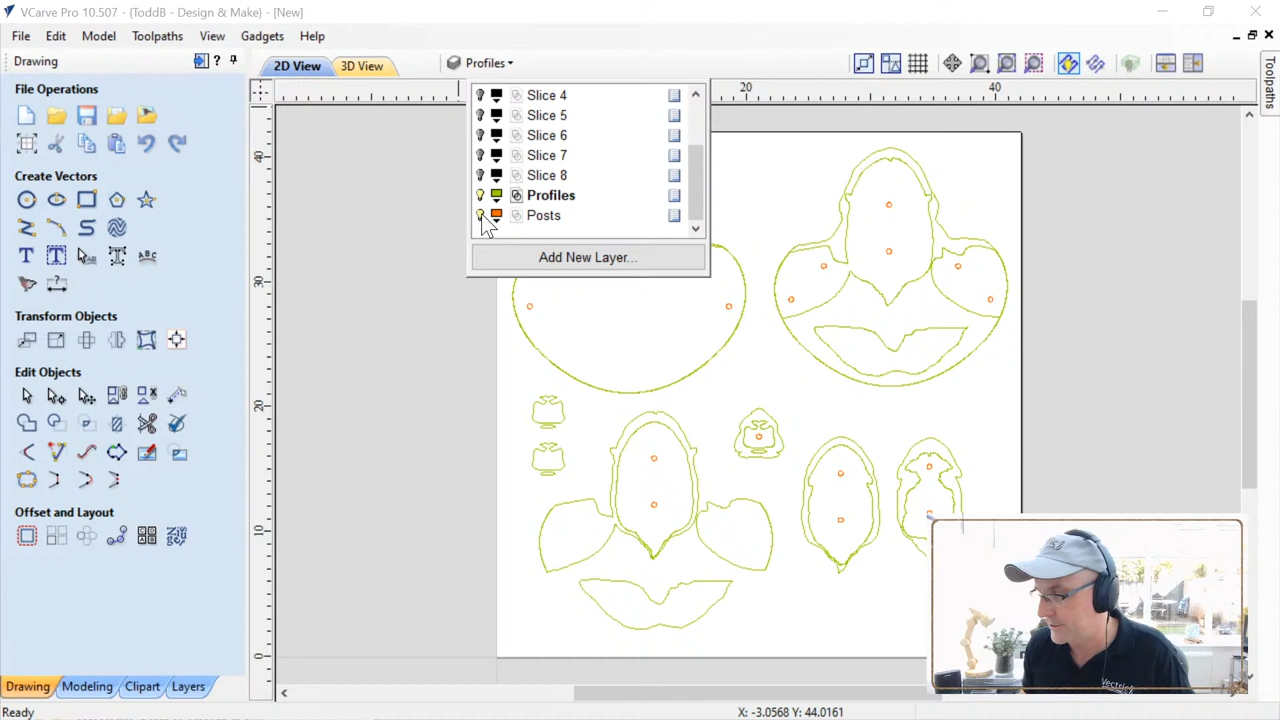 VCarve Pro 10.507 - (ToddB - Design & Make) - [New]
File Edit Model Toolpaths View Gadgets Help
Drawing ?
2D View 3D View Profiles
Toolpaths
File Operations
Create Vectors
Transform Objects
Edit Objects
Offset and Layout
Slice 4
Slice 5
Slice 6
Slice 7
Slice 8
Profiles
Posts
Add New Layer...
20 40
40
30
20
10
0
Drawing Modeling Clipart Layers
Ready X: -3.0568 Y: 44.0161